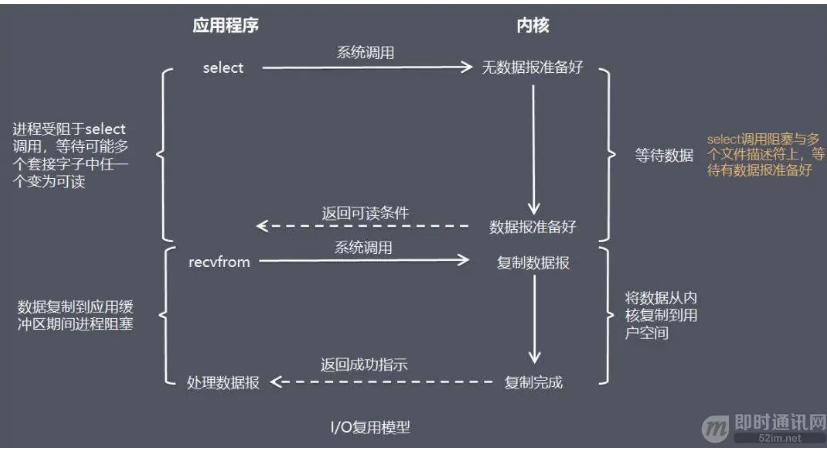 应用程序
内核
系统调用
select
无数据报准备好
进程受阻于select
调用，等待可能多
个套接字子中任一
个变为可读
等待数据
select调用阻塞与多
个文件描述符上，等
待有数据报准备好
返回可读条件
数据报准备好
系统调用
recvfrom
复制数据报
数据复制到应用缓
冲区期间进程阻塞
将数据从内
核复制到用
户空间
返回成功指示
处理数据报
复制完成
I/O复用模型
即时通讯网
52im.net